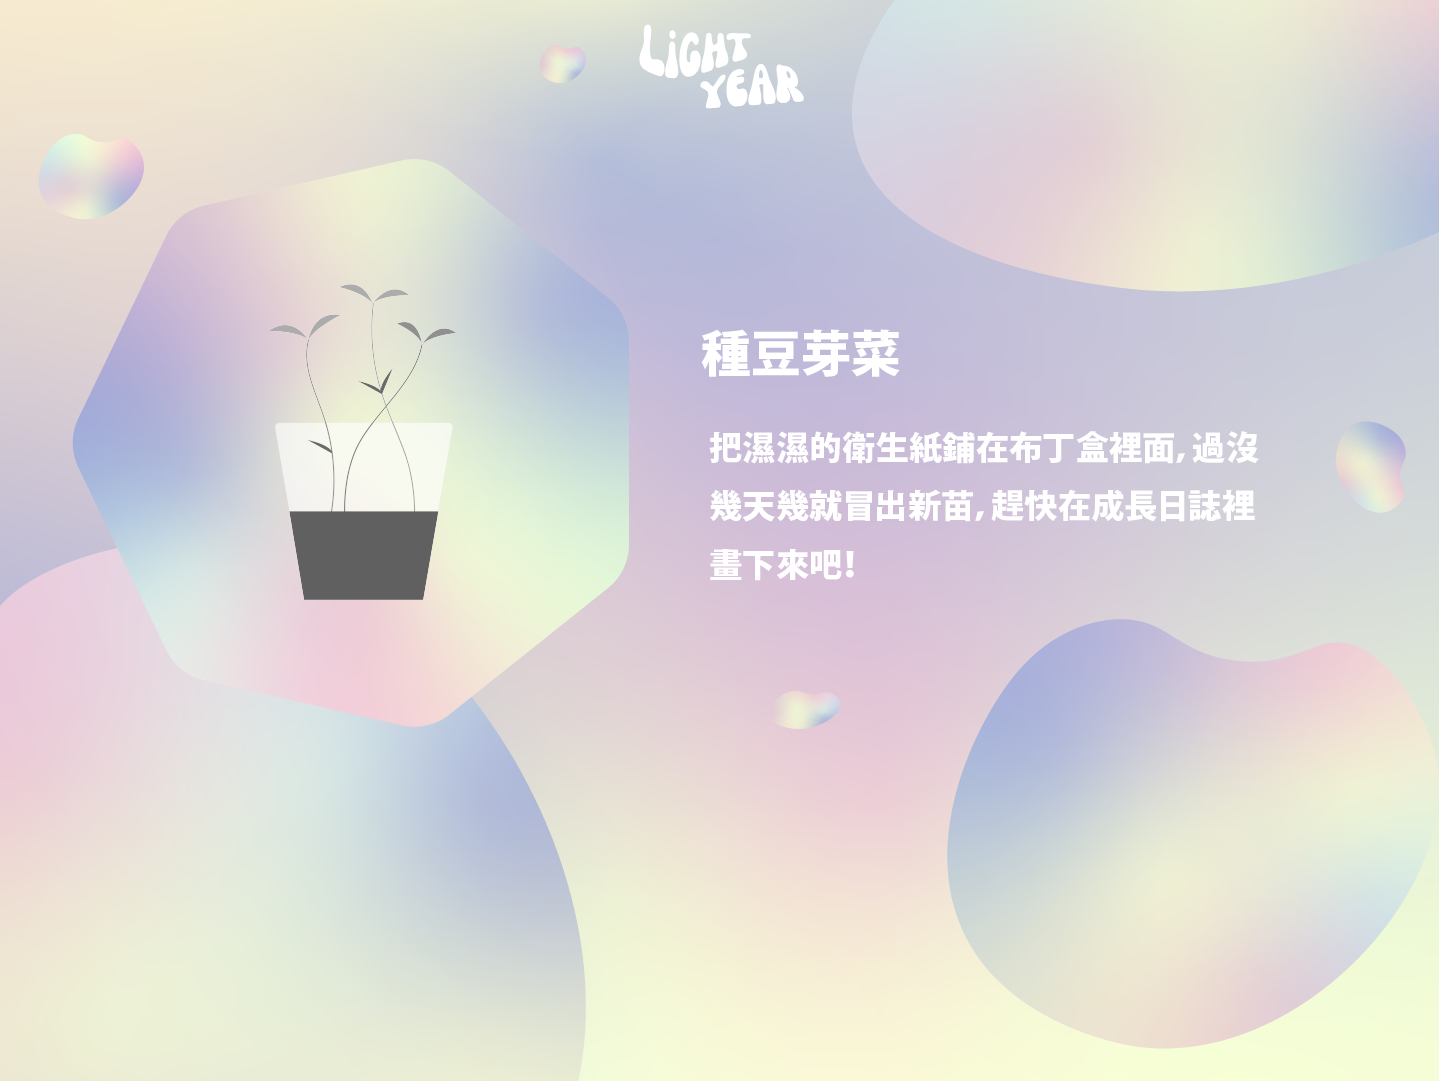 LiGHT
YEAR
種豆芽菜
把濕濕的衛生紙鋪在布丁盒裡面, 過沒
幾天幾就冒出新苗, 趕快在成長日誌裡
畫下來吧!